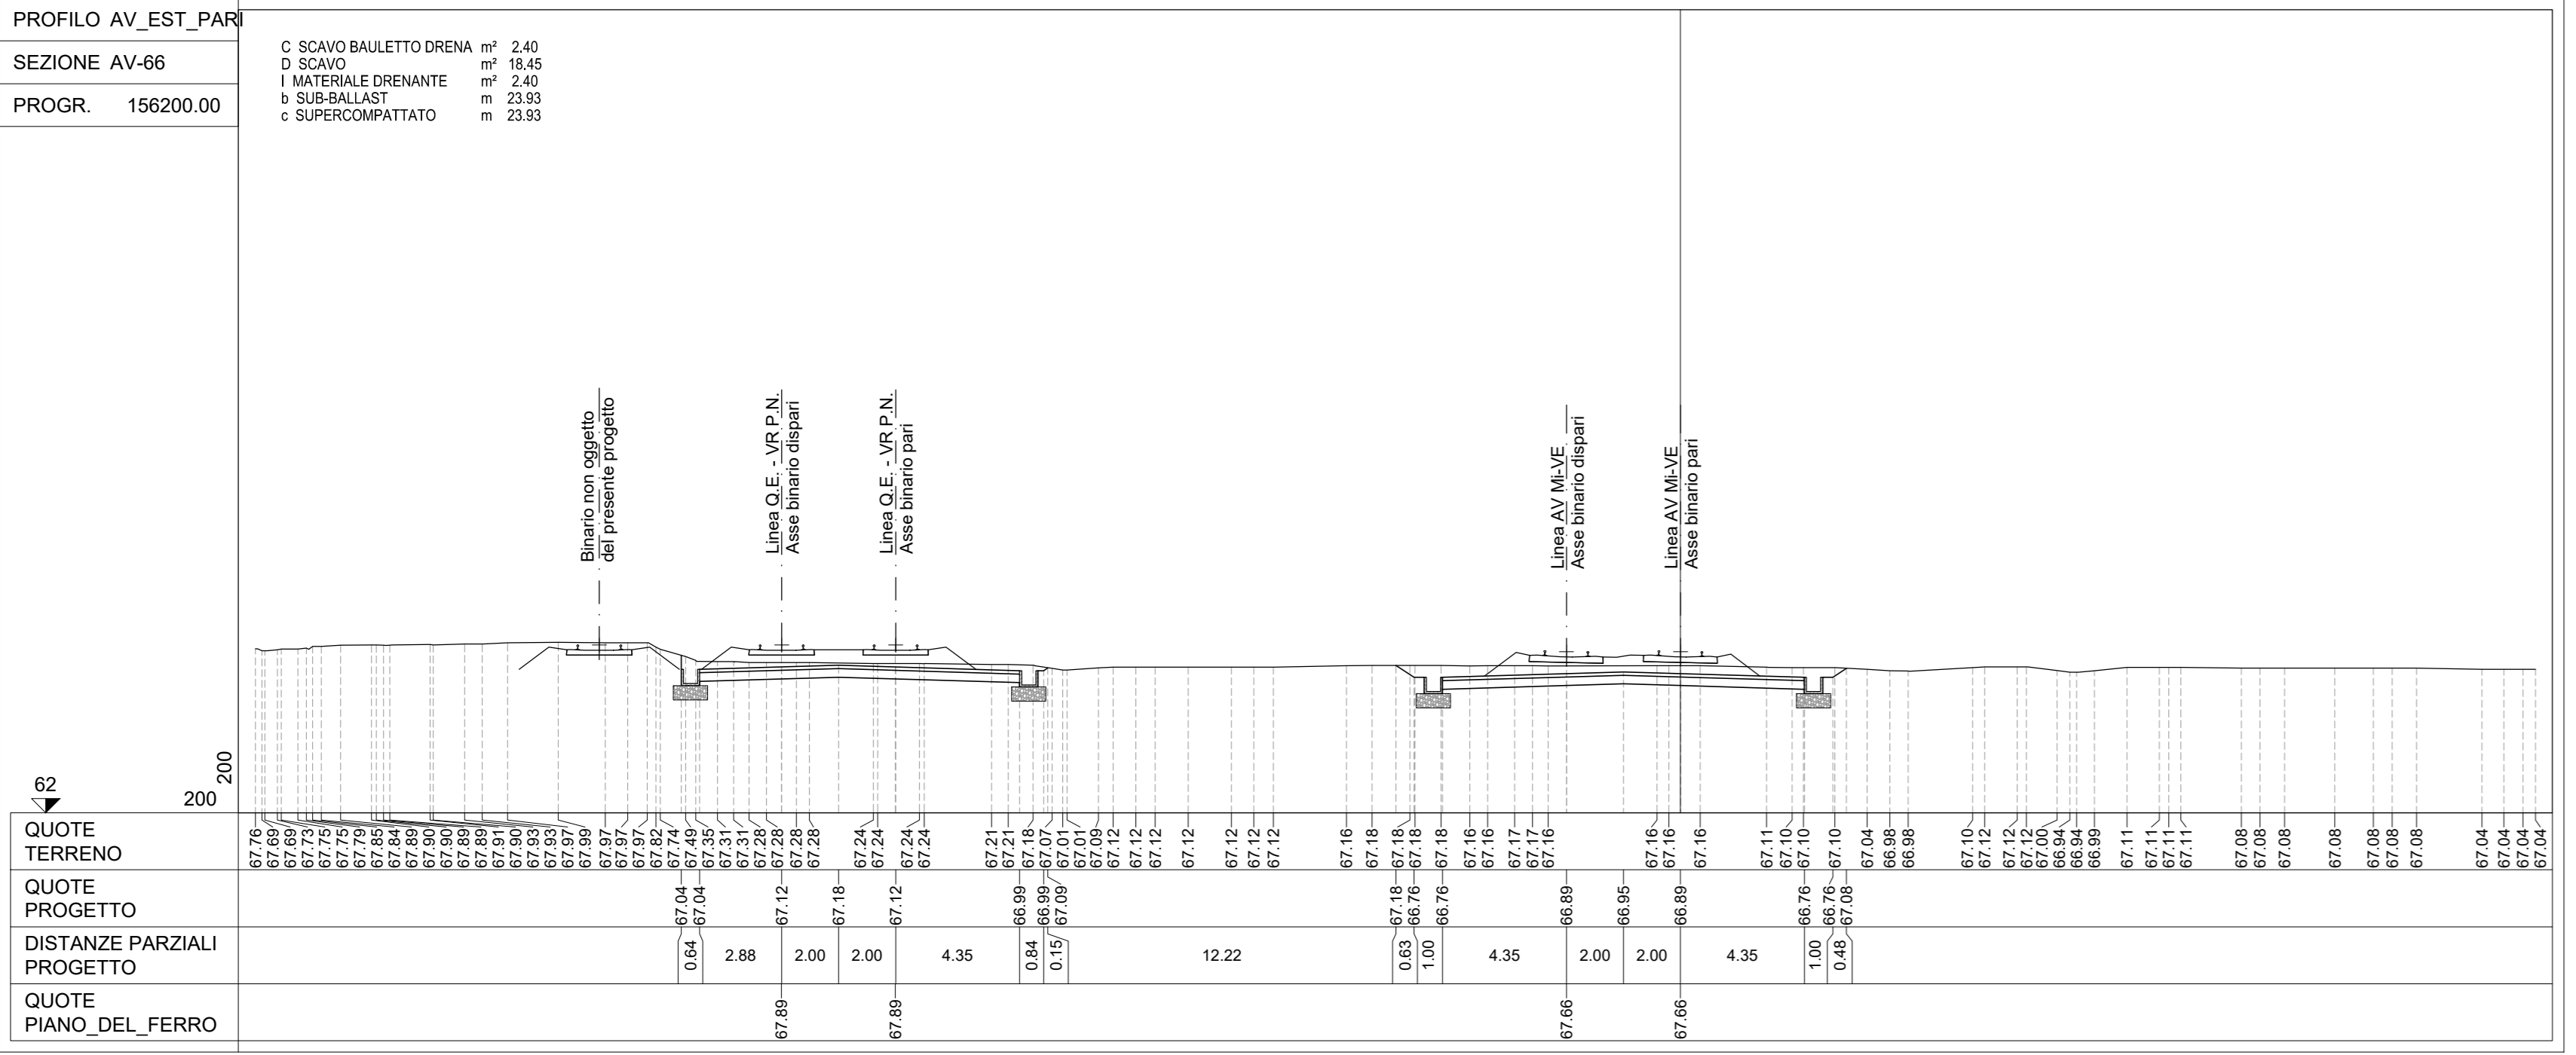 PROFILO AV_EST_PARI
SEZIONE AV-66
PROGR. 156200.00
C SCAVO BAULETTO DRENA m² 2.40
D SCAVO m² 18.45
I MATERIALE DRENANTE m² 2.40
b SUB-BALLAST m 23.93
c SUPERCOMPATTATO m 23.93
Binario non oggetto
del presente progetto
Linea Q.E. - VR P.N.
Asse binario dispari
Linea Q.E. - VR P.N.
Asse binario pari
Linea AV Mi-VE
Asse binario dispari
Linea AV Mi-VE
Asse binario pari
62
200
200
QUOTE
TERRENO
67.76 67.69 67.69 67.73 67.75 67.75 67.79 67.85 67.84 67.89 67.90 67.90 67.89 67.89 67.91 67.90 67.93 67.93 67.97 67.99 67.97 67.97 67.97 67.82 67.74 67.49 67.35 67.31 67.31 67.28 67.28 67.28 67.28 67.24 67.24 67.24 67.24 67.21 67.21 67.18 67.07 67.01 67.01 67.09 67.12 67.12 67.12 67.12 67.12 67.12 67.12 67.16 67.18 67.18 67.18 67.18 67.16 67.16 67.17 67.17 67.16 67.16 67.16 67.16 67.11 67.10 67.10 67.10 67.04 66.98 66.98 67.10 67.12 67.12 67.12 67.00 66.94 66.94 66.99 67.11 67.11 67.11 67.11 67.08 67.08 67.08 67.08 67.08 67.08 67.08 67.04 67.04 67.04 67.04
QUOTE
PROGETTO
67.04 67.04 67.12 67.18 67.12 66.99 66.99 67.09 67.18 66.76 66.76 66.89 66.95 66.89 66.76 66.76 67.08
DISTANZE PARZIALI
PROGETTO
0.64 2.88 2.00 2.00 4.35 0.84 0.15 12.22 0.63 1.00 4.35 2.00 2.00 4.35 1.00 0.48
QUOTE
PIANO_DEL_FERRO
67.89 67.89 67.66 67.66